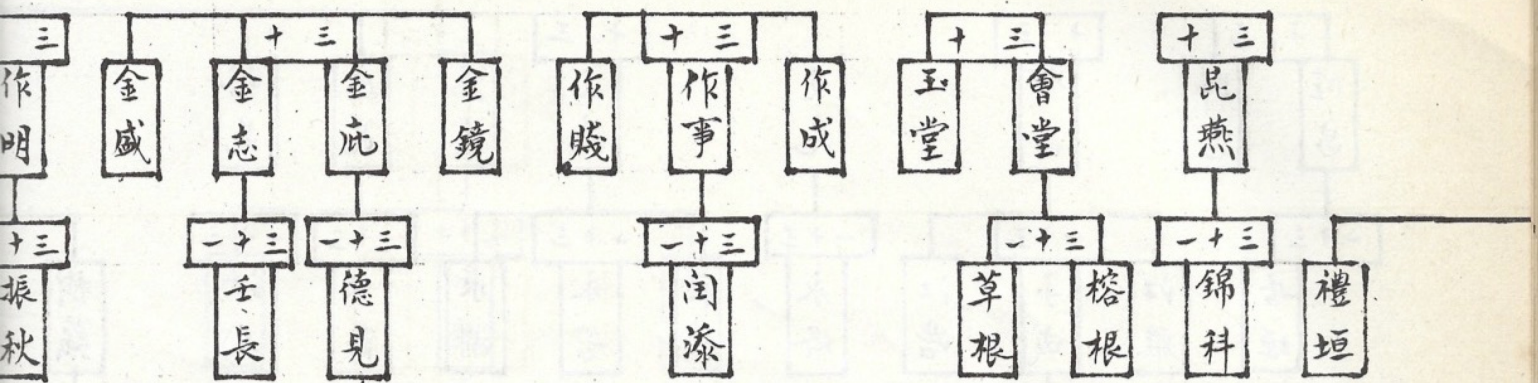 三十
昆燕
三十
會堂
玉堂
三十
作成
作事
作賤
三十
金鏡
金庇
金志
金盛
三
作明
禮垣
三十一
錦科
三十一
榕根
草根
三十一
三十一
德見
三十一
壬長
三十
振秋